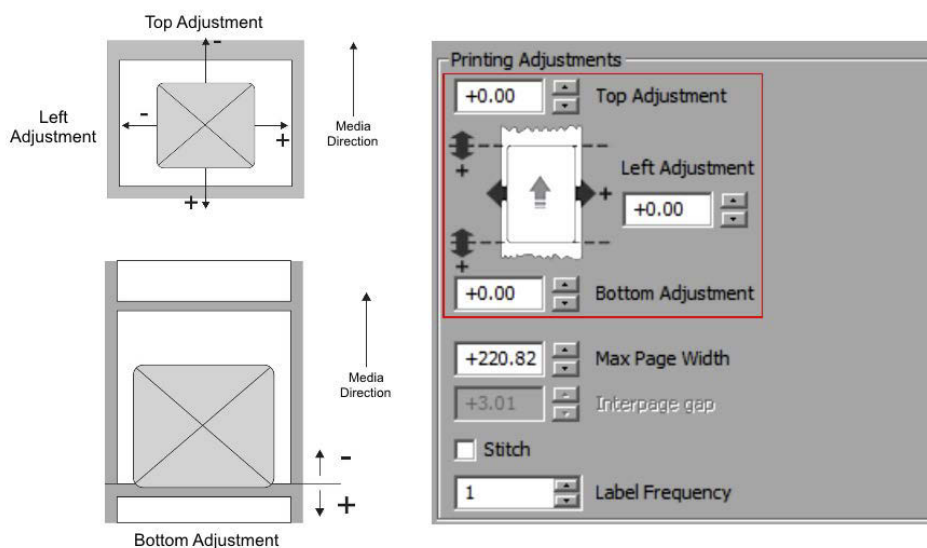 Top Adjustment
-
Left
Adjustment
-
+
+
Media
Direction
Media
Direction
-
+
Bottom Adjustment
Printing Adjustments
+0.00 Top Adjustment
+
Left Adjustment
+
+0.00
+
+0.00 Bottom Adjustment
+220.82 Max Page Width
+3.01 Interpage gap
Stitch
1 Label Frequency